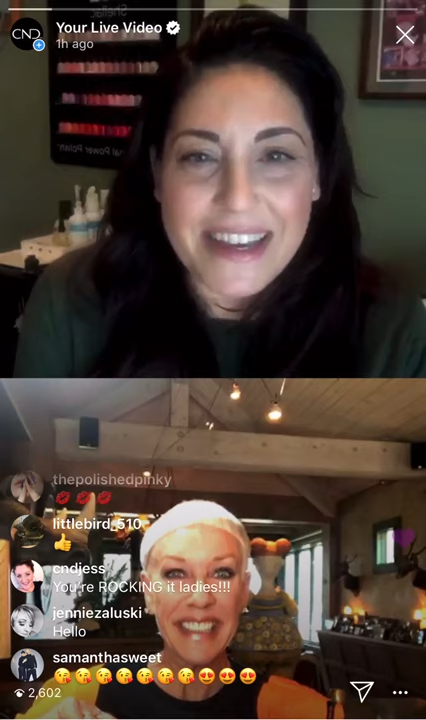 CND
Your Live Video
1h ago
Shellac
thepolishedpinky
💋💋💋
littlebird_510
👍
cndjess
You're ROCKING it ladies!!!
jenniezaluski
Hello
samanthasweet
😘😘😘😘😘😘😘😍😍😍
2,602